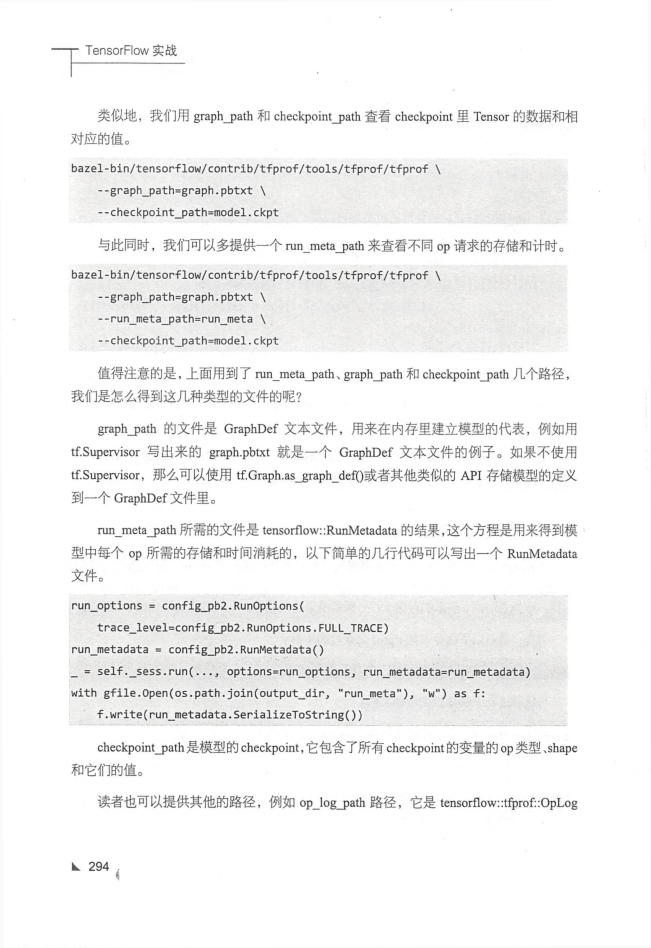 TensorFlow 实战
类似地，我们用 graph_path 和 checkpoint_path 查看 checkpoint 里 Tensor 的数据和相
对应的值。
bazel-bin/tensorflow/contrib/tfprof/tools/tfprof/tfprof \
--graph_path=graph.pbtxt \
--checkpoint_path=model.ckpt
与此同时，我们可以多提供一个 run_meta_path 来查看不同 op 请求的存储和计时。
bazel-bin/tensorflow/contrib/tfprof/tools/tfprof/tfprof \
--graph_path=graph.pbtxt \
--run_meta_path=run_meta \
--checkpoint_path=model.ckpt
值得注意的是，上面用到了 run_meta_path、graph_path 和 checkpoint_path 几个路径，
我们是怎么得到这几种类型的文件的呢？
graph_path 的文件是 GraphDef 文本文件，用来在内存里建立模型的代表，例如用
tf.Supervisor 写出来的 graph.pbtxt 就是一个 GraphDef 文本文件的例子。如果不使用
tf.Supervisor，那么可以使用 tf.Graph.as_graph_def()或者其他类似的 API 存储模型的定义
到一个 GraphDef 文件里。
run_meta_path 所需的文件是 tensorflow::RunMetadata 的结果，这个方程是用来得到模
型中每个 op 所需的存储和时间消耗的，以下简单的几行代码可以写出一个 RunMetadata
文件。
run_options = config_pb2.RunOptions(
trace_level=config_pb2.RunOptions.FULL_TRACE)
run_metadata = config_pb2.RunMetadata()
_ = self._sess.run(..., options=run_options, run_metadata=run_metadata)
with gfile.Open(os.path.join(output_dir, "run_meta"), "w") as f:
f.write(run_metadata.SerializeToString())
checkpoint_path 是模型的 checkpoint，它包含了所有 checkpoint 的变量的 op 类型、shape
和它们的值。
读者也可以提供其他的路径，例如 op_log_path 路径，它是 tensorflow::tfprof::OpLog
294